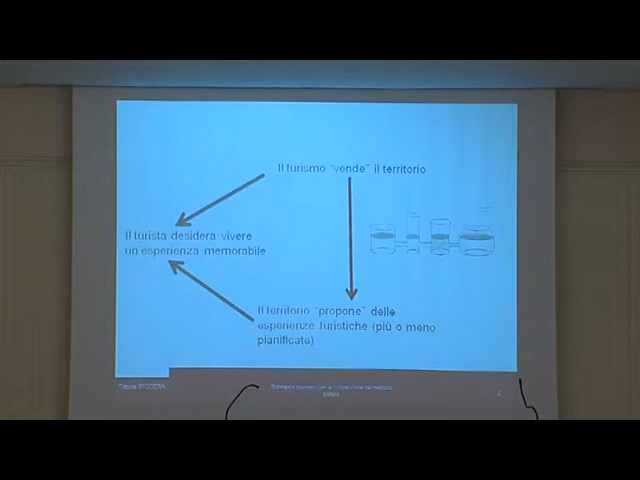 Il turismo "vende" il territorio
Il turista desidera vivere
un esperienza memorabile
Il territorio "propone" delle
esperienze turistiche (più o meno
pianificate)
2